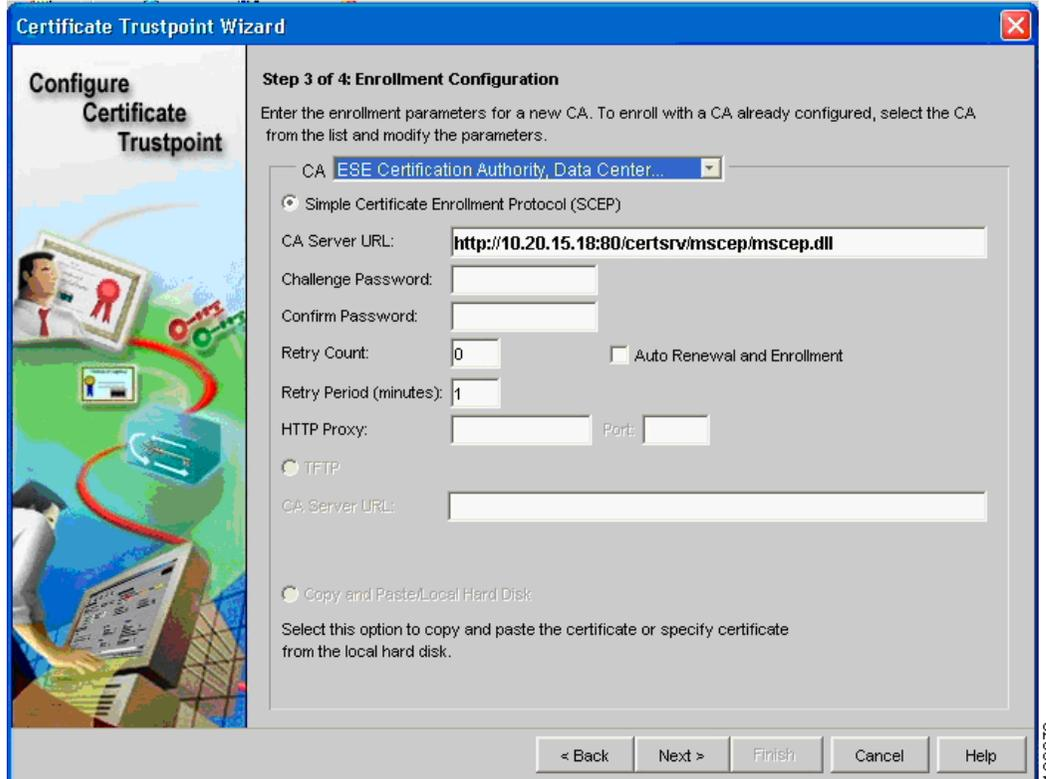 Certificate Trustpoint Wizard
Configure
Certificate
Trustpoint
Step 3 of 4: Enrollment Configuration
Enter the enrollment parameters for a new CA. To enroll with a CA already configured, select the CA
from the list and modify the parameters.
CA ESE Certification Authority, Data Center...
Simple Certificate Enrollment Protocol (SCEP)
CA Server URL: http://10.20.15.18:80/certsrv/mscep/mscep.dll
Challenge Password:
Confirm Password:
Retry Count: 0 Auto Renewal and Enrollment
Retry Period (minutes): 1
HTTP Proxy: Port:
TFTP
CA Server URL:
Copy and Paste/Local Hard Disk
Select this option to copy and paste the certificate or specify certificate
from the local hard disk.
< Back Next > Finish Cancel Help